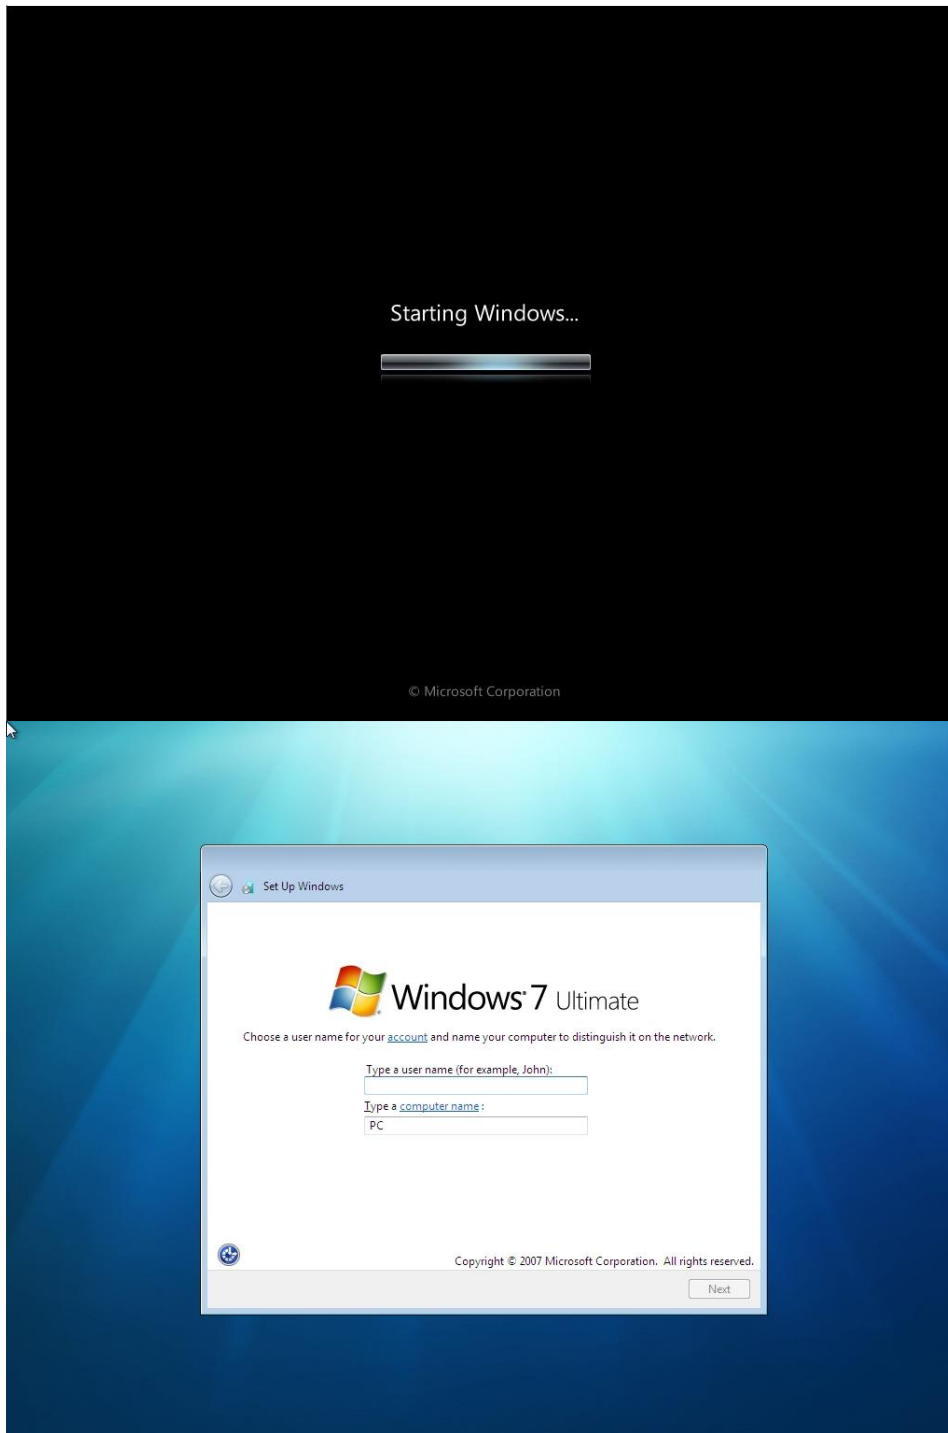 Starting Windows...
© Microsoft Corporation
Set Up Windows
Windows 7 Ultimate
Choose a user name for your account and name your computer to distinguish it on the network.
Type a user name (for example, John):
Type a computer name :
PC
Copyright © 2007 Microsoft Corporation. All rights reserved.
Next